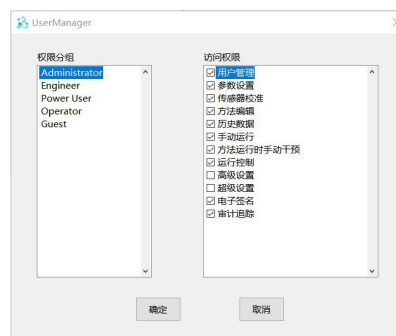 UserManager
权限分组
Administrator
Engineer
Power User
Operator
Guest
访问权限
用户管理
参数设置
传感器校准
方法编辑
历史数据
手动运行
方法运行时手动干预
运行控制
高级设置
超级设置
电子签名
审计追踪
确定
取消